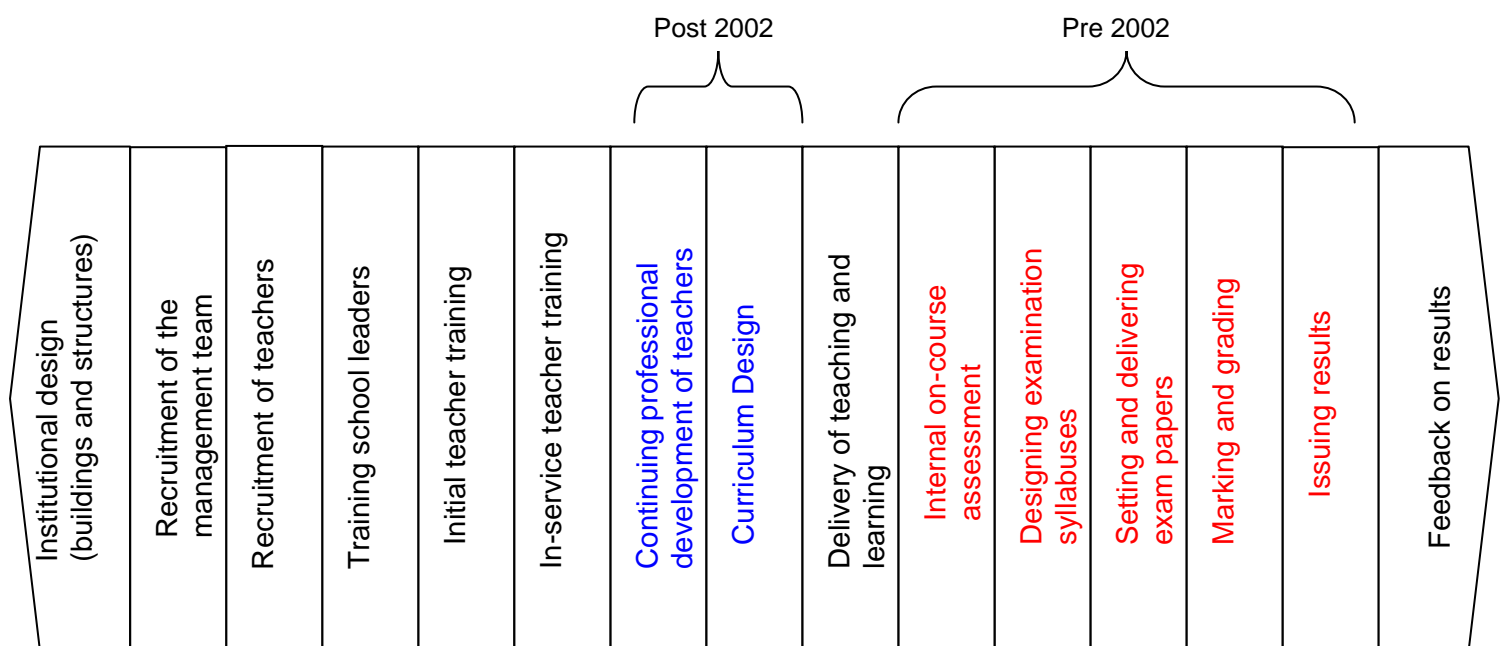 Post 2002
Pre 2002
Institutional design
(buildings and structures)
Recruitment of the
management team
Recruitment of teachers
Training school leaders
Initial teacher training
In-service teacher training
Continuing professional
development of teachers
Curriculum Design
Delivery of teaching and
learning
Internal on-course
assessment
Designing examination
syllabuses
Setting and delivering
exam papers
Marking and grading
Issuing results
Feedback on results